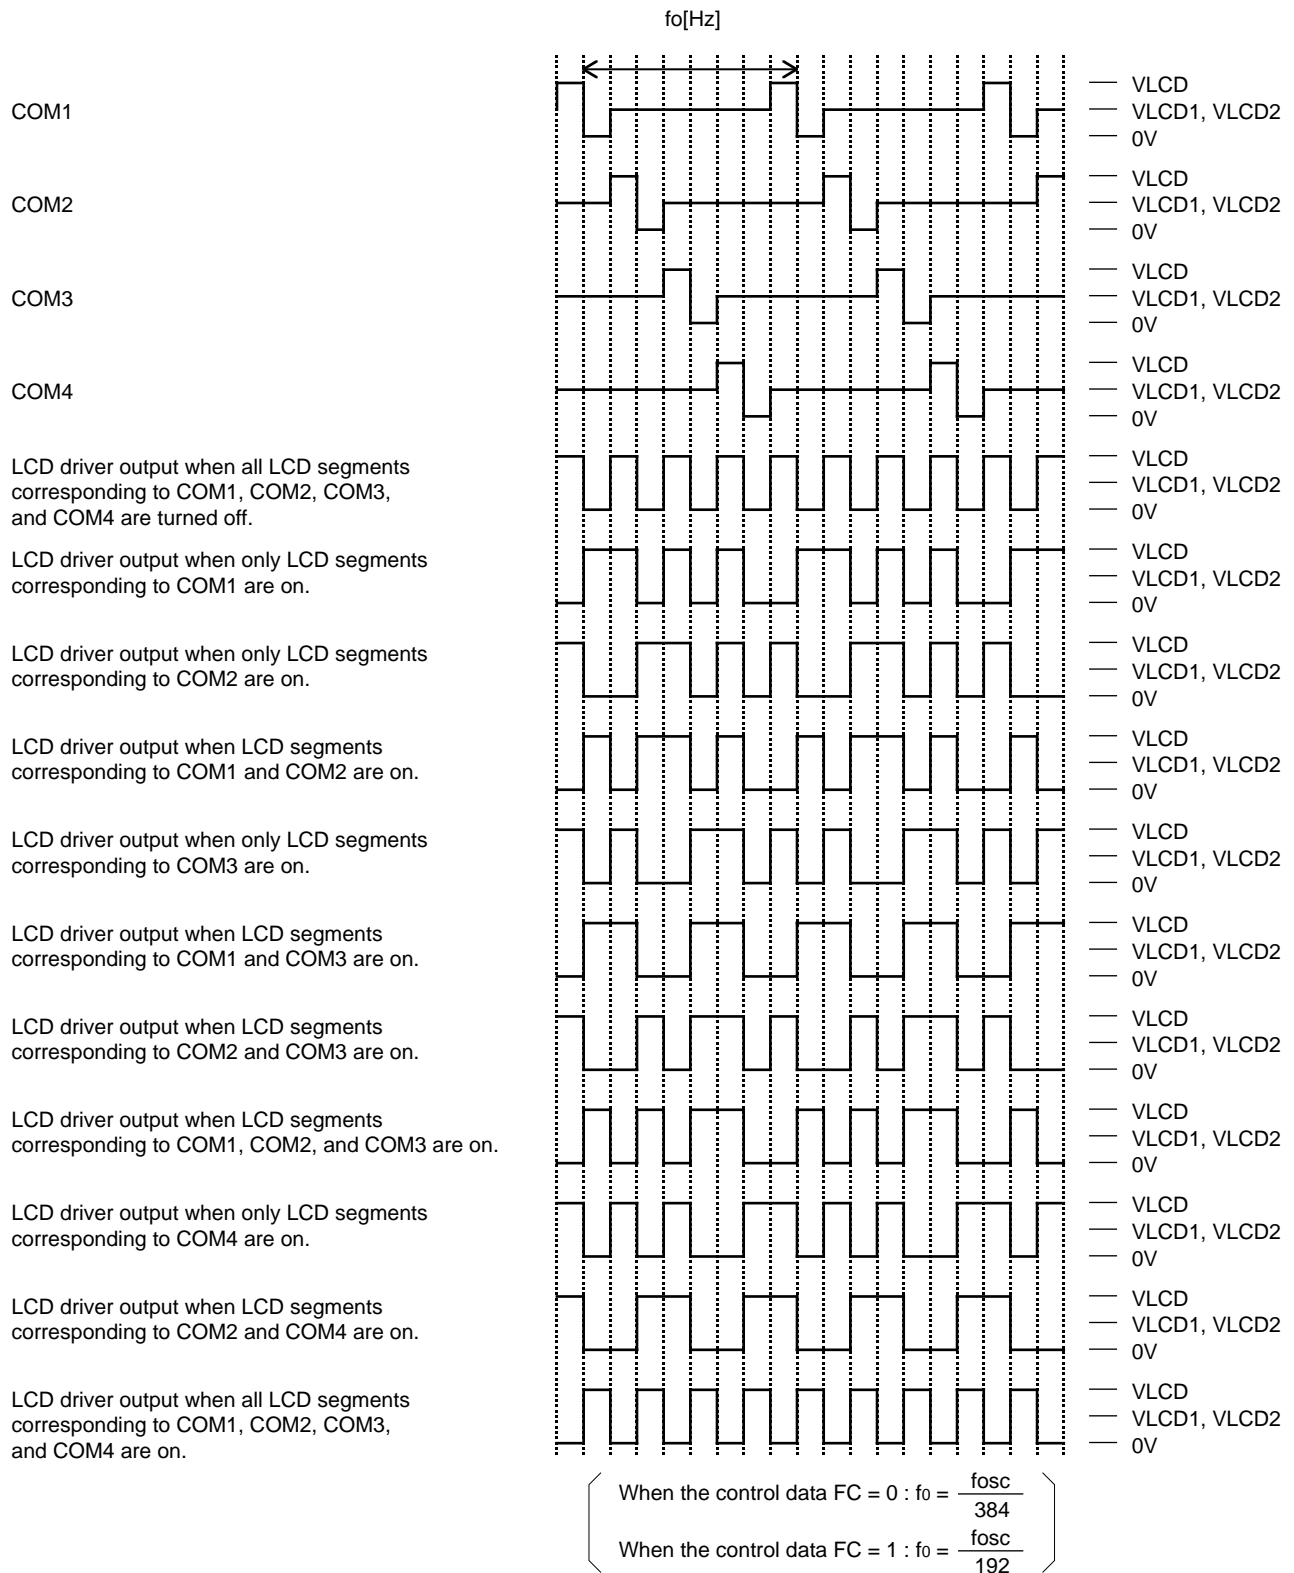 fo[Hz]
COM1
VLCD
VLCD1, VLCD2
0V
COM2
VLCD
VLCD1, VLCD2
0V
COM3
VLCD
VLCD1, VLCD2
0V
COM4
VLCD
VLCD1, VLCD2
0V
LCD driver output when all LCD segments
corresponding to COM1, COM2, COM3,
and COM4 are turned off.
VLCD
VLCD1, VLCD2
0V
LCD driver output when only LCD segments
corresponding to COM1 are on.
VLCD
VLCD1, VLCD2
0V
LCD driver output when only LCD segments
corresponding to COM2 are on.
VLCD
VLCD1, VLCD2
0V
LCD driver output when LCD segments
corresponding to COM1 and COM2 are on.
VLCD
VLCD1, VLCD2
0V
LCD driver output when only LCD segments
corresponding to COM3 are on.
VLCD
VLCD1, VLCD2
0V
LCD driver output when LCD segments
corresponding to COM1 and COM3 are on.
VLCD
VLCD1, VLCD2
0V
LCD driver output when LCD segments
corresponding to COM2 and COM3 are on.
VLCD
VLCD1, VLCD2
0V
LCD driver output when LCD segments
corresponding to COM1, COM2, and COM3 are on.
VLCD
VLCD1, VLCD2
0V
LCD driver output when only LCD segments
corresponding to COM4 are on.
VLCD
VLCD1, VLCD2
0V
LCD driver output when LCD segments
corresponding to COM2 and COM4 are on.
VLCD
VLCD1, VLCD2
0V
LCD driver output when all LCD segments
corresponding to COM1, COM2, COM3,
and COM4 are on.
VLCD
VLCD1, VLCD2
0V
When the control data FC = 0 : f0 = fosc
384
When the control data FC = 1 : f0 = fosc
192